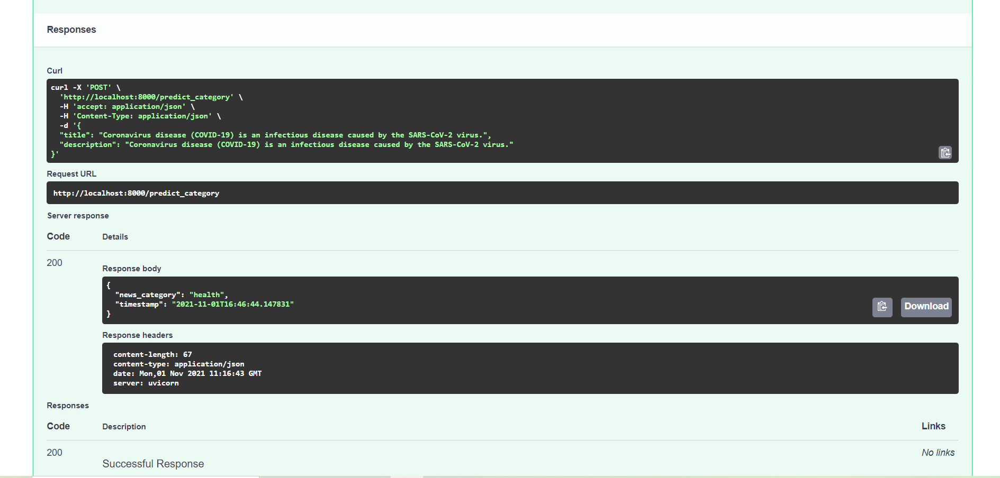 Responses
Curl
curl -X 'POST' \
  'http://localhost:8000/predict_category' \
  -H 'accept: application/json' \
  -H 'Content-Type: application/json' \
  -d '{
  "title": "Coronavirus disease (COVID-19) is an infectious disease caused by the SARS-CoV-2 virus.",
  "description": "Coronavirus disease (COVID-19) is an infectious disease caused by the SARS-CoV-2 virus."
}'
Request URL
http://localhost:8000/predict_category
Server response
Code Details
200
Response body
{
  "news_category": "health",
  "timestamp": "2021-11-01T16:46:44.147831"
}
Download
Response headers
content-length: 67
content-type: application/json
date: Mon,01 Nov 2021 11:16:43 GMT
server: uvicorn
Responses
Code Description Links
200 No links
Successful Response